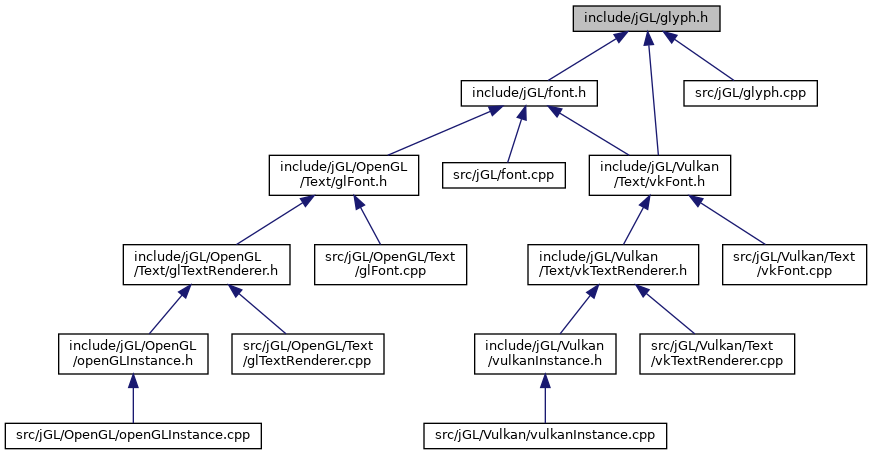 include/jGL/glyph.h
include/jGL/font.h
src/jGL/glyph.cpp
include/jGL/OpenGL
/Text/glFont.h
src/jGL/font.cpp
include/jGL/Vulkan
/Text/vkFont.h
include/jGL/OpenGL
/Text/glTextRenderer.h
src/jGL/OpenGL/Text
/glFont.cpp
include/jGL/Vulkan
/Text/vkTextRenderer.h
src/jGL/Vulkan/Text
/vkFont.cpp
include/jGL/OpenGL
/openGLInstance.h
src/jGL/OpenGL/Text
/glTextRenderer.cpp
include/jGL/Vulkan
/vulkanInstance.h
src/jGL/Vulkan/Text
/vkTextRenderer.cpp
src/jGL/OpenGL/openGLInstance.cpp
src/jGL/Vulkan/vulkanInstance.cpp